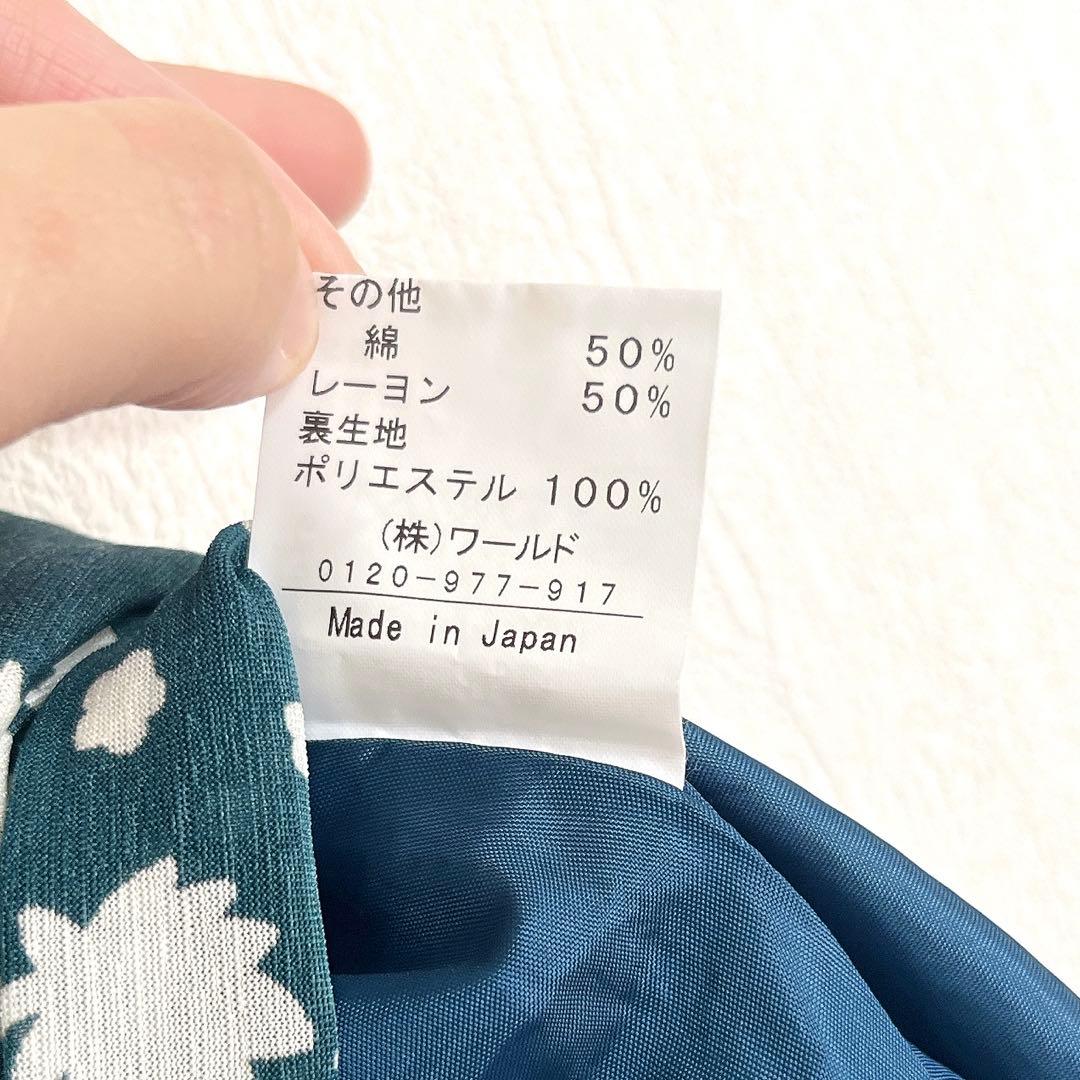 その他
綿 50%
レーヨン 50%
裏生地
ポリエステル 100%
(株)ワールド
0120-977-917
Made in Japan